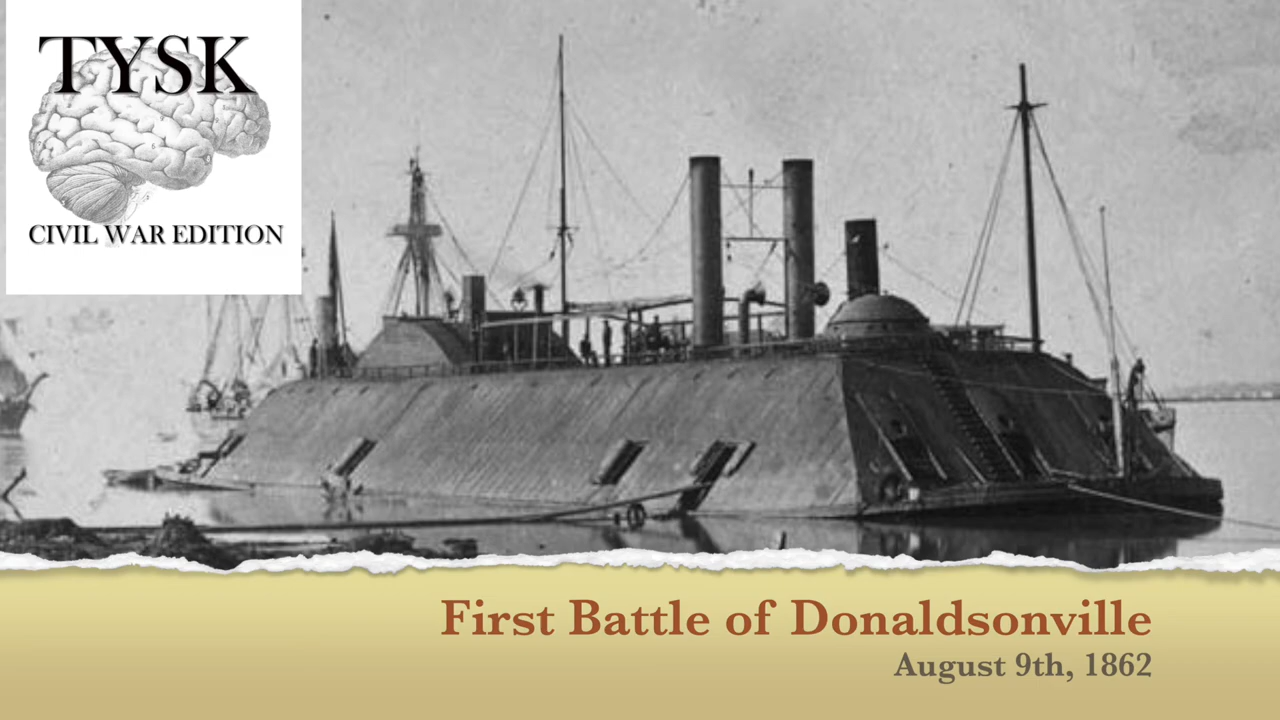 TYSK
CIVIL WAR EDITION
First Battle of Donaldsonville
August 9th, 1862